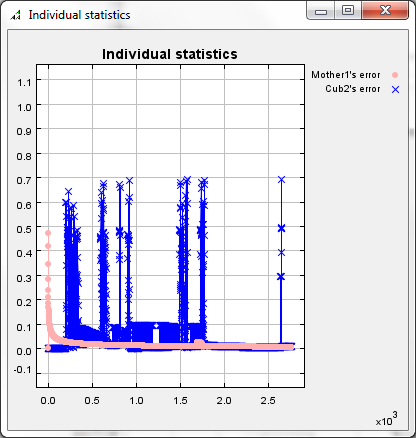 Individual statistics
Individual statistics
Mother1's error
Cub2's error
1.1
1.0
0.9
0.8
0.7
0.6
0.5
0.4
0.3
0.2
0.1
0.0
-0.1
0.0 0.5 1.0 1.5 2.0 2.5
x10³